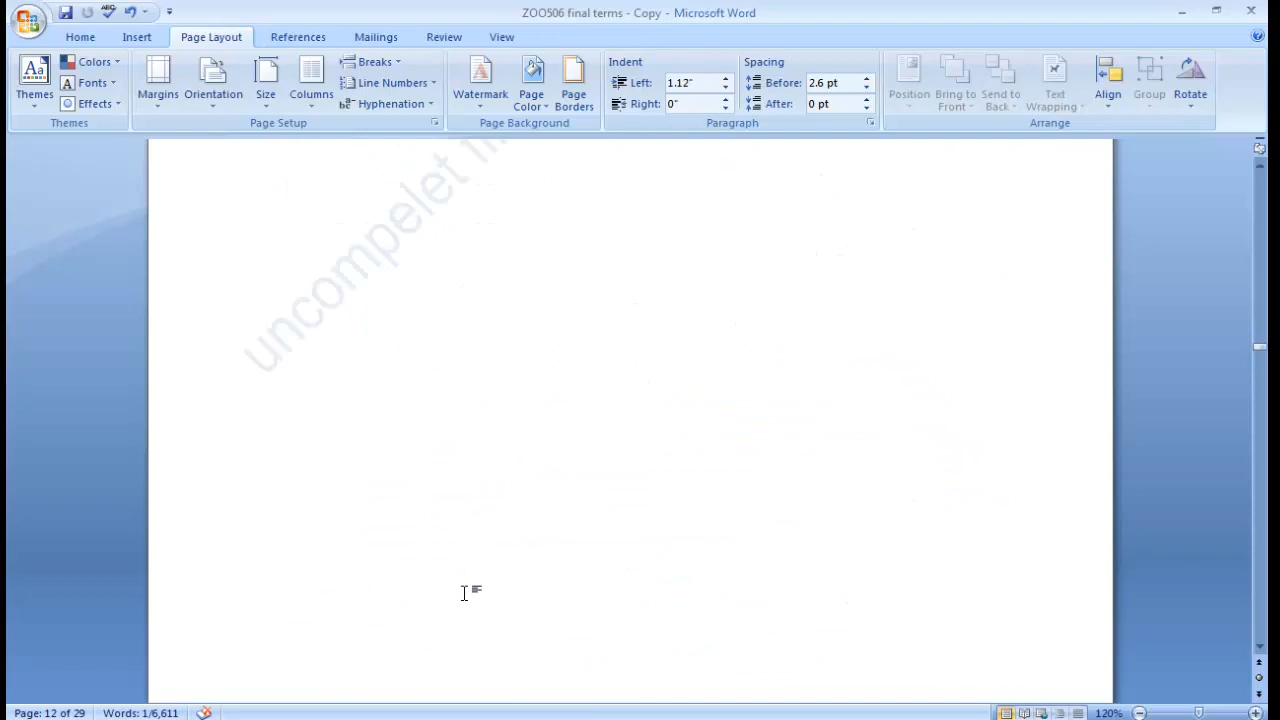 ZOO506 final terms - Copy - Microsoft Word
Home Insert Page Layout References Mailings Review View
Themes Colors Fonts Effects
Themes
Margins Orientation Size Columns Breaks Line Numbers Hyphenation
Page Setup
Watermark Page Color Page Borders
Page Background
Indent Spacing
Left: 1.12" Before: 2.6 pt
Right: 0" After: 0 pt
Paragraph
Position Bring to Front Send to Back Text Wrapping Align Group Rotate
Arrange
uncompelet
Page: 12 of 29 Words: 1/6,611 120%